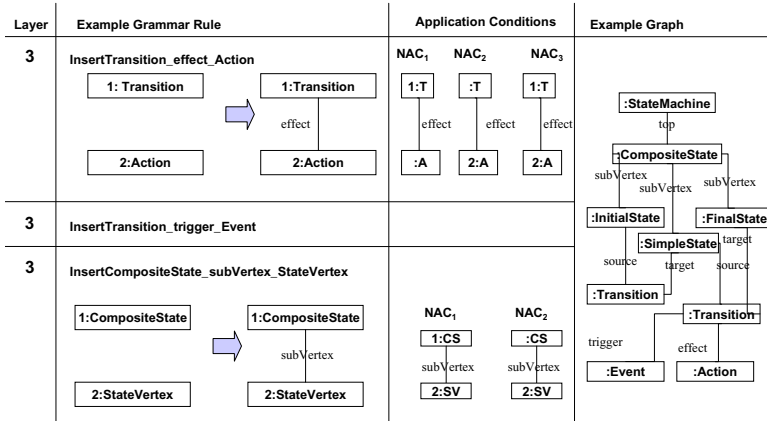 Layer Example Grammar Rule Application Conditions Example Graph
3
InsertTransition_effect_Action
1: Transition
1:Transition
effect
2:Action
2:Action
NAC1 NAC2 NAC3
1:T :T 1:T
effect effect effect
:A 2:A 2:A
3
InsertTransition_trigger_Event
3
InsertCompositeState_subVertex_StateVertex
1:CompositeState
1:CompositeState
subVertex
2:StateVertex
2:StateVertex
NAC1 NAC2
1:CS :CS
subVertex subVertex
2:SV 2:SV
:StateMachine
top
:CompositeState
subVertex subVertex subVertex
:InitialState :FinalState
:SimpleState target
source target source
:Transition
:Transition
trigger effect
:Event :Action